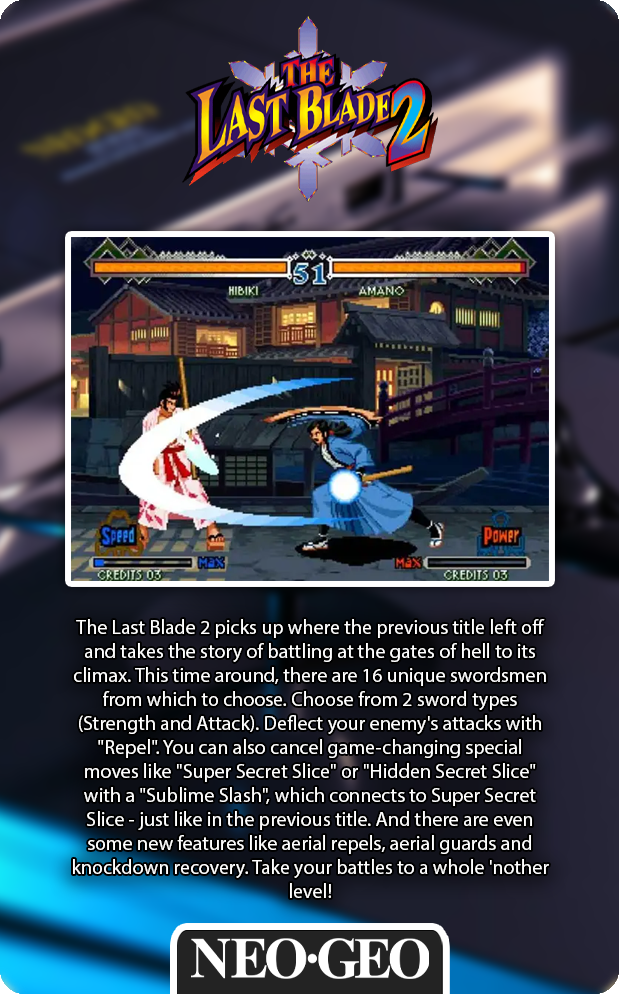 THE
LAST BLADE 2
51
HIBIKI AMANO
Speed Power
MAX MAX
CREDITS 03 CREDITS 03
The Last Blade 2 picks up where the previous title left off
and takes the story of battling at the gates of hell to its
climax. This time around, there are 16 unique swordsmen
from which to choose. Choose from 2 sword types
(Strength and Attack). Deflect your enemy's attacks with
"Repel". You can also cancel game-changing special
moves like "Super Secret Slice" or "Hidden Secret Slice"
with a "Sublime Slash", which connects to Super Secret
Slice - just like in the previous title. And there are even
some new features like aerial repels, aerial guards and
knockdown recovery. Take your battles to a whole 'nother
level!
NEO•GEO